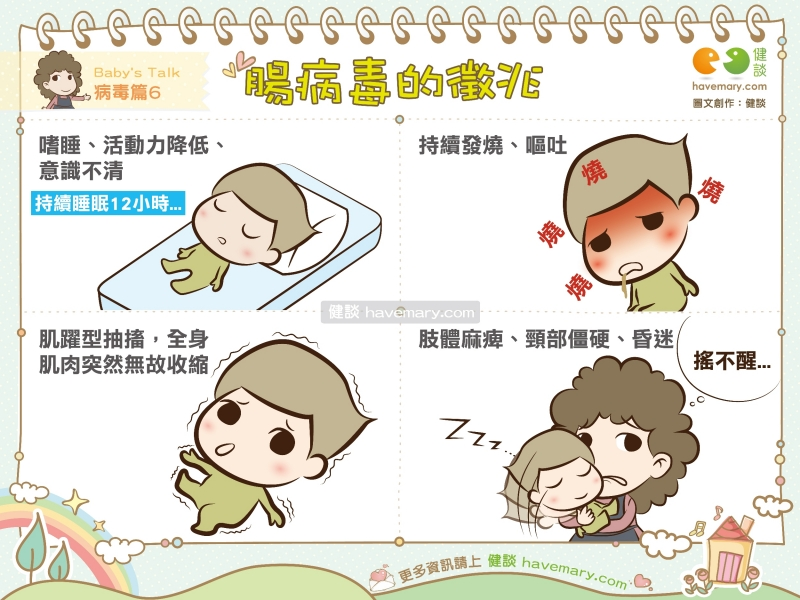 Baby's Talk
病毒篇6
腸病毒的徵兆
健談
havemary.com
圖文創作：健談
嗜睡、活動力降低、
意識不清
持續睡眠12小時...
持續發燒、嘔吐
燒
燒
燒
燒
健談 havemary.com
肌躍型抽搐，全身
肌肉突然無故收縮
肢體麻痺、頸部僵硬、昏迷
搖不醒...
Zzzz...
更多資訊請上 健談 havemary.com